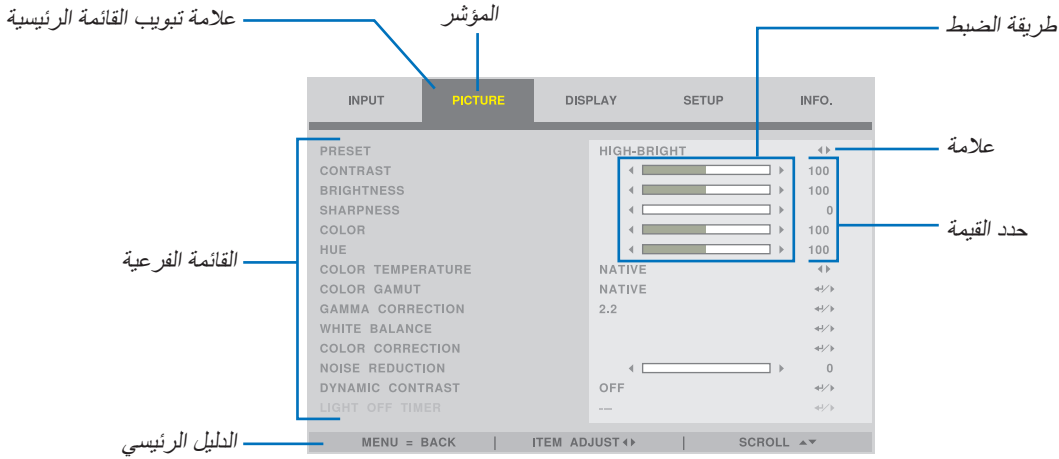 علامة تبويب القائمة الرئيسية
المؤشر
طريقة الضبط
INPUT PICTURE DISPLAY SETUP INFO.
PRESET HIGH-BRIGHT
علامة
CONTRAST 100
BRIGHTNESS 100
SHARPNESS 0
حدد القيمة
COLOR 100
HUE 100
القائمة الفرعية
COLOR TEMPERATURE NATIVE
COLOR GAMUT NATIVE
GAMMA CORRECTION 2.2
WHITE BALANCE
COLOR CORRECTION
NOISE REDUCTION 0
DYNAMIC CONTRAST OFF
LIGHT OFF TIMER ---
الدليل الرئيسي
MENU = BACK | ITEM ADJUST | SCROLL